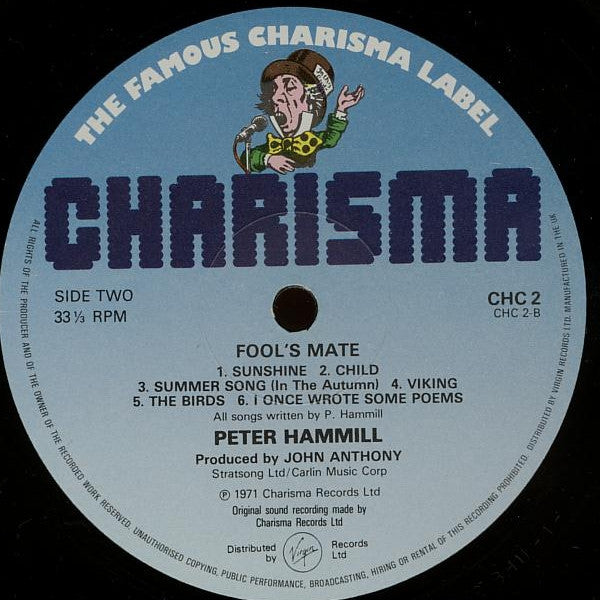 THE FAMOUS CHARISMA LABEL
CHARISMA
SIDE TWO
33⅓ RPM
CHC 2
CHC 2-B
FOOL'S MATE
1. SUNSHINE 2. CHILD
3. SUMMER SONG (In The Autumn) 4. VIKING
5. THE BIRDS 6. i ONCE WROTE SOME POEMS
All songs written by P. Hammill
PETER HAMMILL
Produced by JOHN ANTHONY
Stratsong Ltd/Carlin Music Corp
℗ 1971 Charisma Records Ltd
Original sound recording made by
Charisma Records Ltd
Distributed by Virgin Records Ltd
ALL RIGHTS OF THE PRODUCER AND OF THE OWNER OF THE RECORDED WORK RESERVED. UNAUTHORISED COPYING, PUBLIC PERFORMANCE, BROADCASTING, HIRING OR RENTAL OF THIS RECORDING PROHIBITED. DISTRIBUTED BY VIRGIN RECORDS LTD. MANUFACTURED IN THE UK